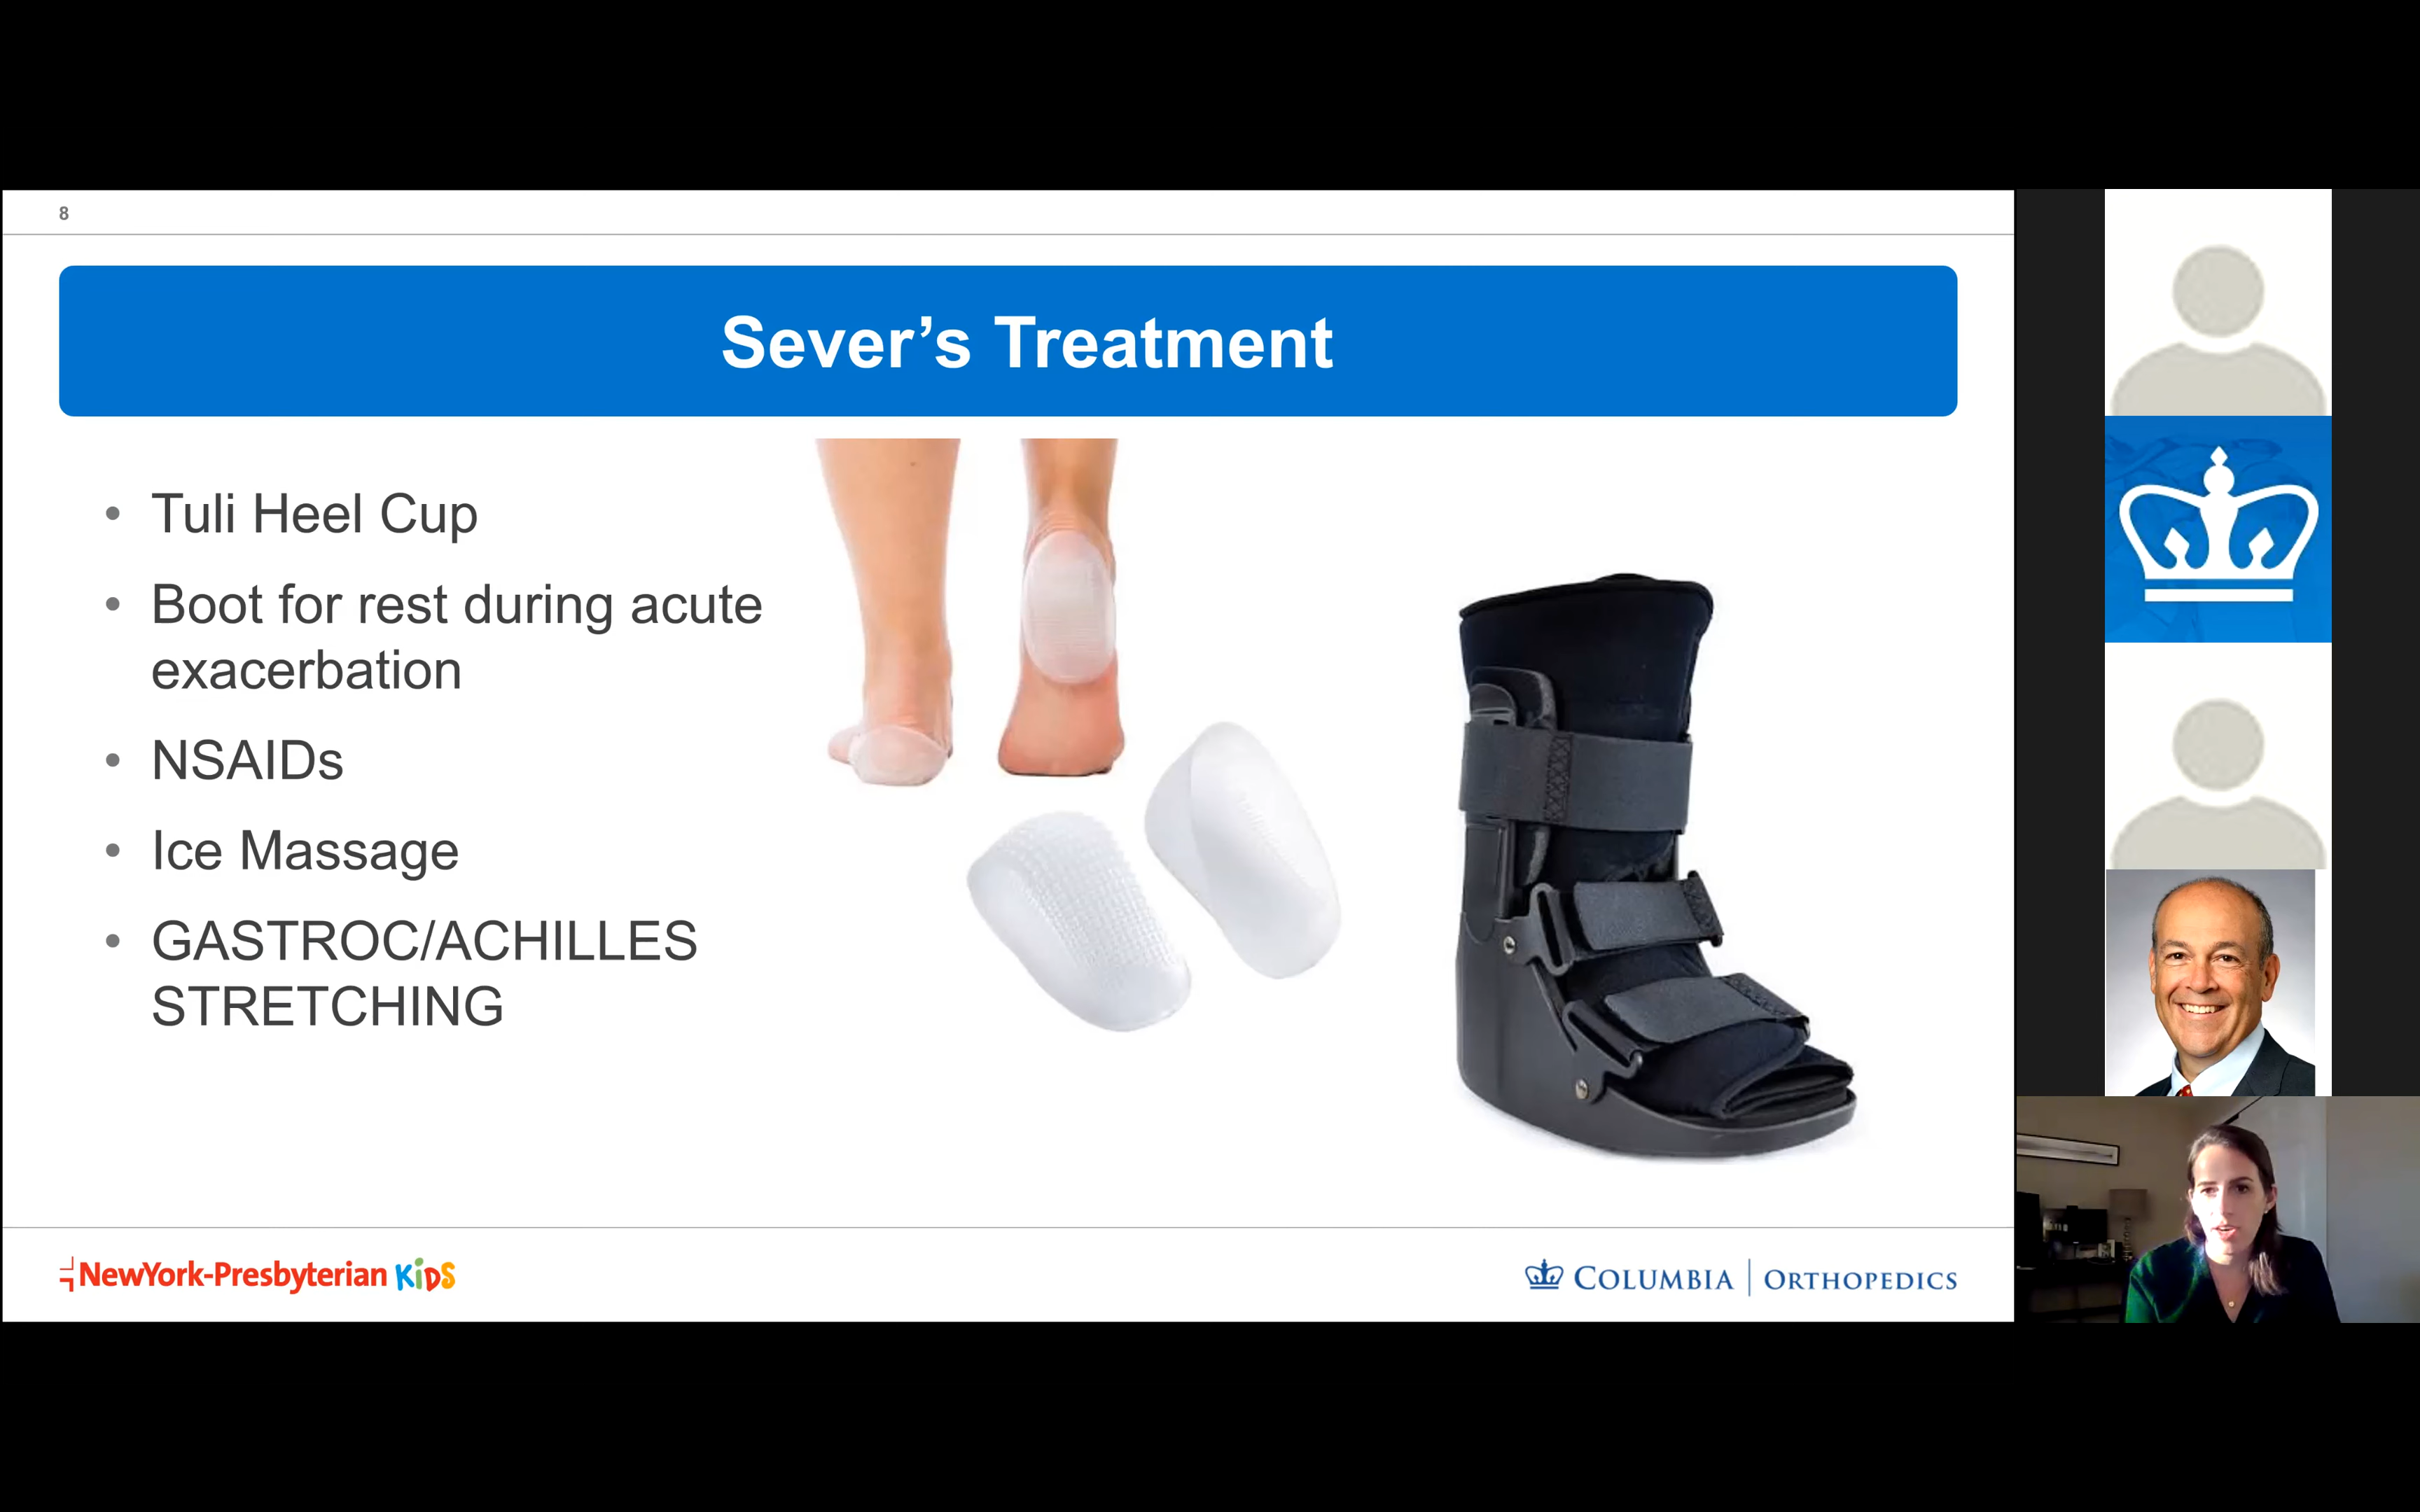 8
Sever’s Treatment
• Tuli Heel Cup
• Boot for rest during acute
exacerbation
• NSAIDs
• Ice Massage
• GASTROC/ACHILLES
STRETCHING
NewYork-Presbyterian KiDS
COLUMBIA | ORTHOPEDICS